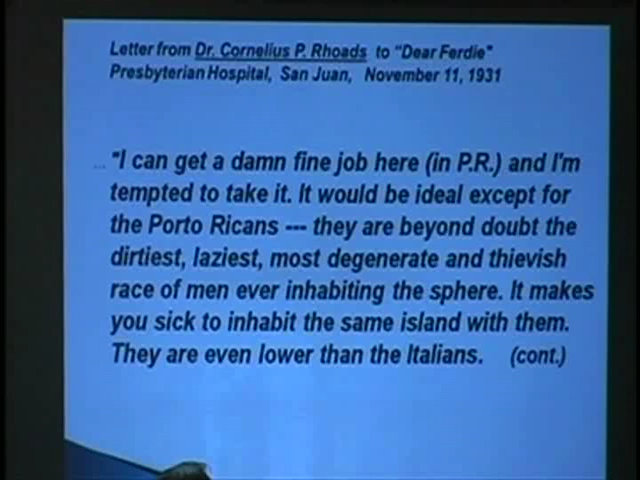 Letter from Dr. Cornelius P. Rhoads to "Dear Ferdie"
Presbyterian Hospital, San Juan, November 11, 1931
... "I can get a damn fine job here (in P.R.) and I'm
tempted to take it. It would be ideal except for
the Porto Ricans --- they are beyond doubt the
dirtiest, laziest, most degenerate and thievish
race of men ever inhabiting the sphere. It makes
you sick to inhabit the same island with them.
They are even lower than the Italians. (cont.)